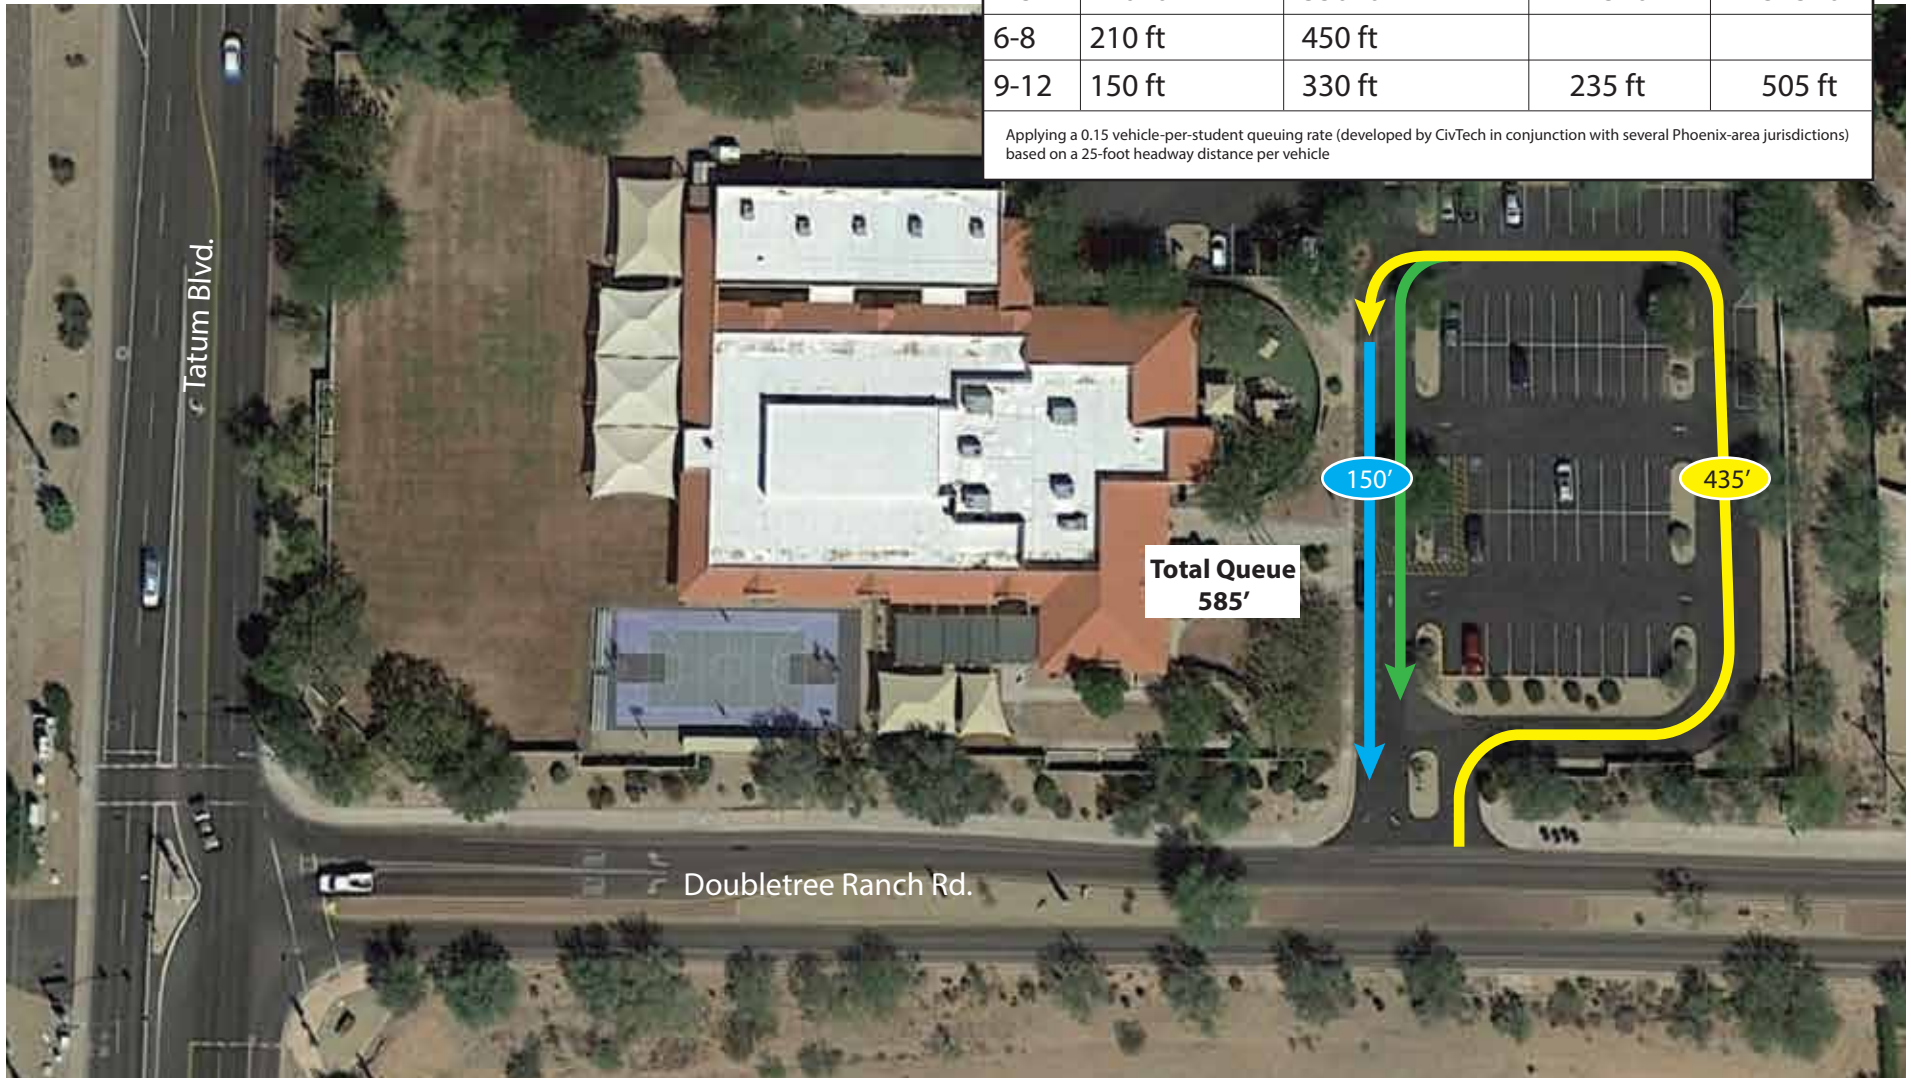 6-8 210 ft 450 ft
9-12 150 ft 330 ft 235 ft 505 ft
Applying a 0.15 vehicle-per-student queuing rate (developed by CivTech in conjunction with several Phoenix-area jurisdictions)
based on a 25-foot headway distance per vehicle
Tatum Blvd.
150’
435’
Total Queue
585’
Doubletree Ranch Rd.